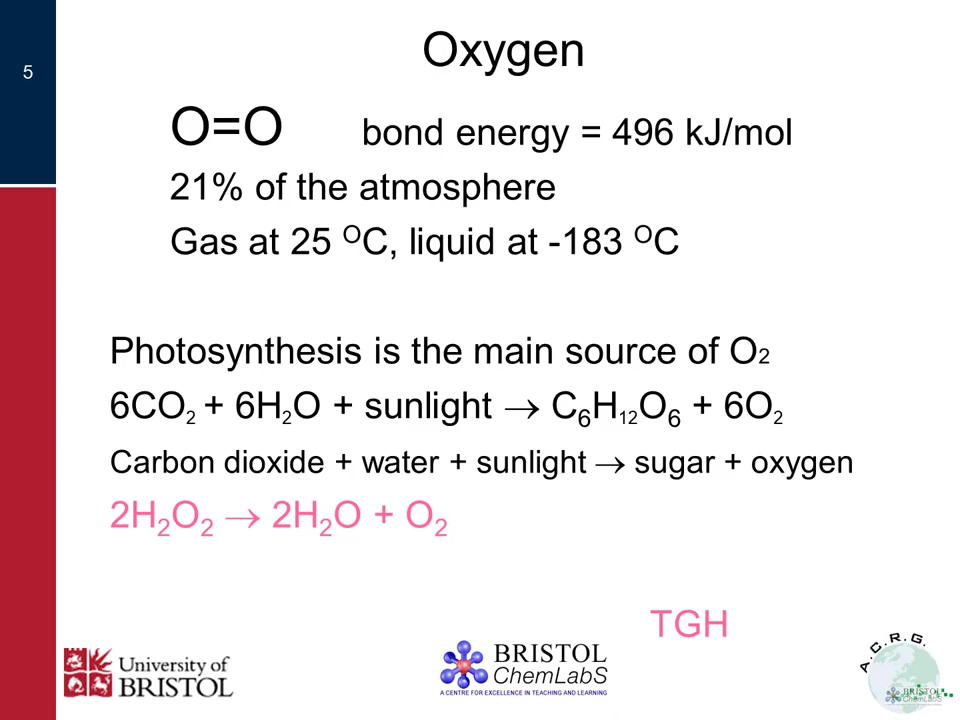 5
Oxygen
O=O bond energy = 496 kJ/mol
21% of the atmosphere
Gas at 25 ᴼC, liquid at -183 ᴼC
Photosynthesis is the main source of O₂
6CO₂ + 6H₂O + sunlight → C₆H₁₂O₆ + 6O₂
Carbon dioxide + water + sunlight → sugar + oxygen
2H₂O₂ → 2H₂O + O₂
TGH
University of
BRISTOL
BRISTOL
ChemLabS
A CENTRE FOR EXCELLENCE IN TEACHING AND LEARNING
A.C.R.G.
BRISTOL
ChemLabS